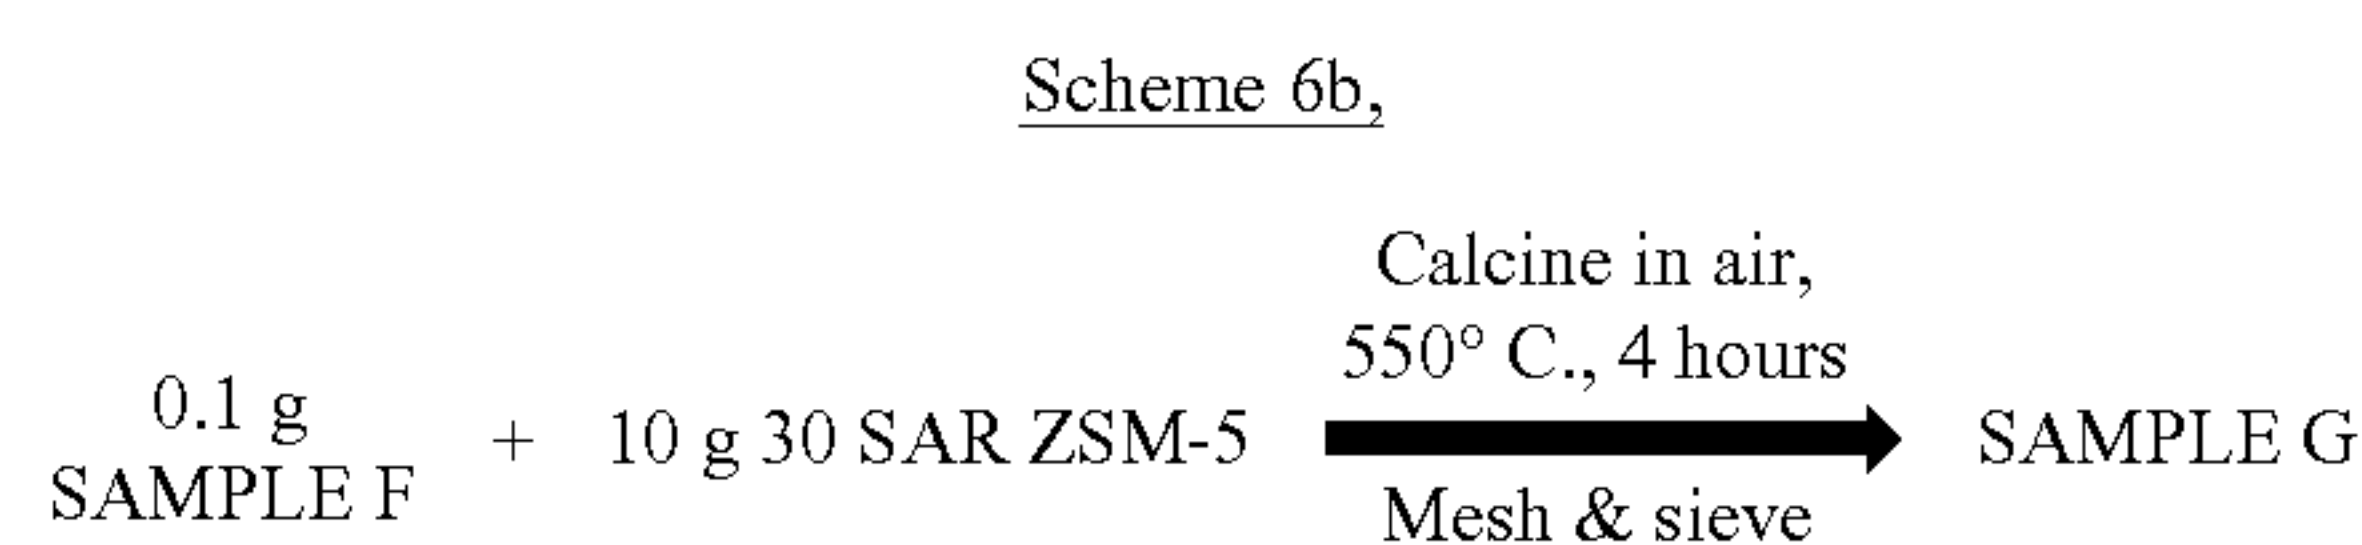 Scheme 6b,
Calcine in air,
550° C., 4 hours
0.1 g
SAMPLE F
+ 10 g 30 SAR ZSM-5
SAMPLE G
Mesh & sieve